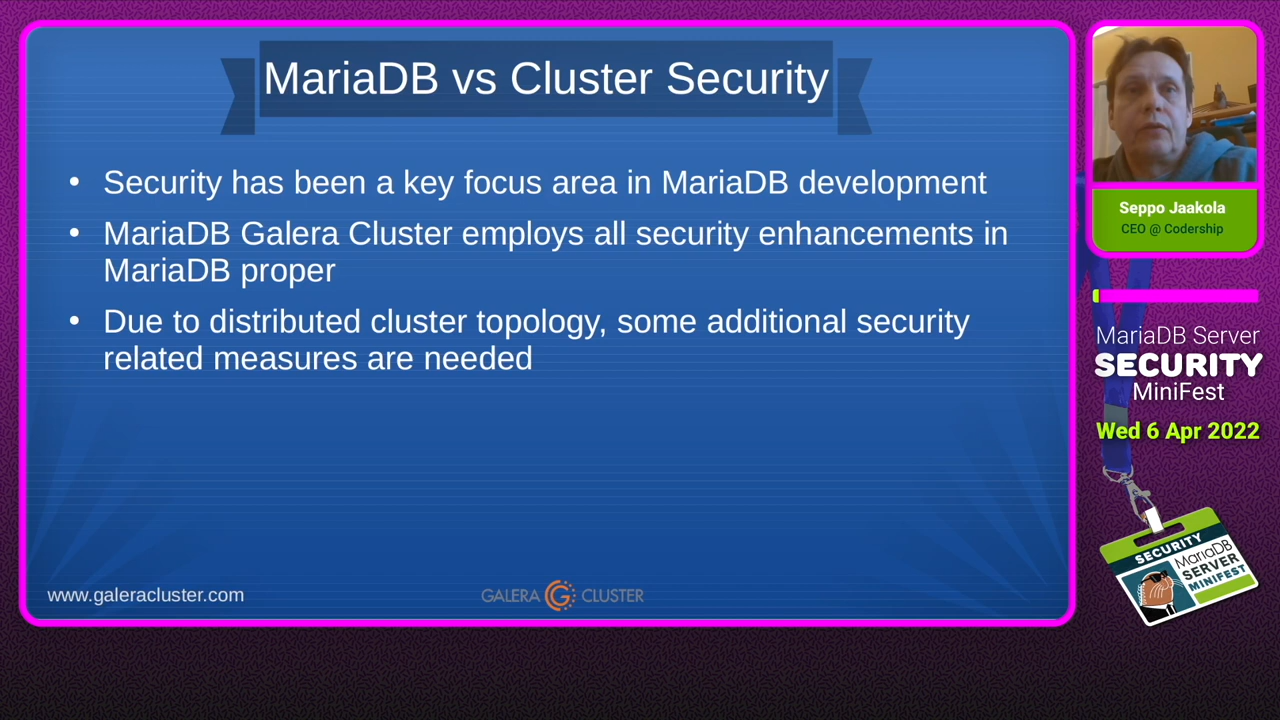 MariaDB vs Cluster Security
• Security has been a key focus area in MariaDB development
• MariaDB Galera Cluster employs all security enhancements in
MariaDB proper
• Due to distributed cluster topology, some additional security
related measures are needed
www.galeracluster.com
GALERA CLUSTER
Seppo Jaakola
CEO @ Codership
MariaDB Server
SECURITY
MiniFest
Wed 6 Apr 2022
SECURITY
MariaDB
SERVER
MINIFEST